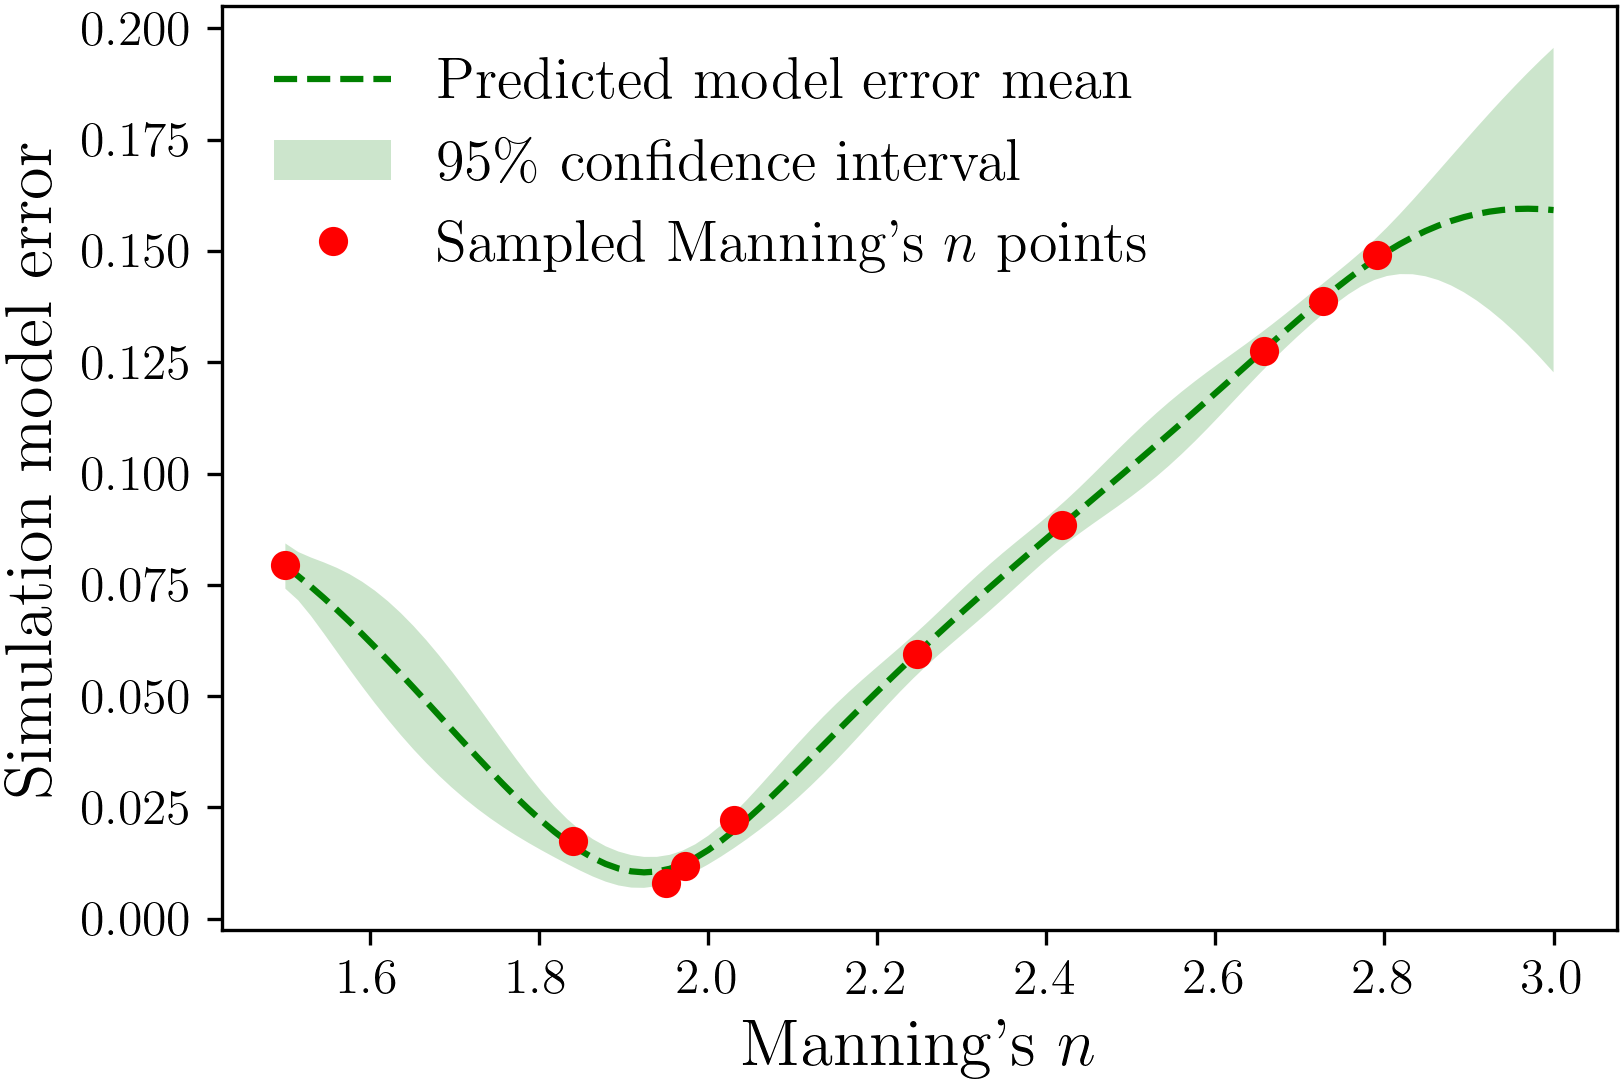 Predicted model error mean
95% confidence interval
Sampled Manning's n points
Simulation model error
0.200
0.175
0.150
0.125
0.100
0.075
0.050
0.025
0.000
1.6 1.8 2.0 2.2 2.4 2.6 2.8 3.0
Manning's n